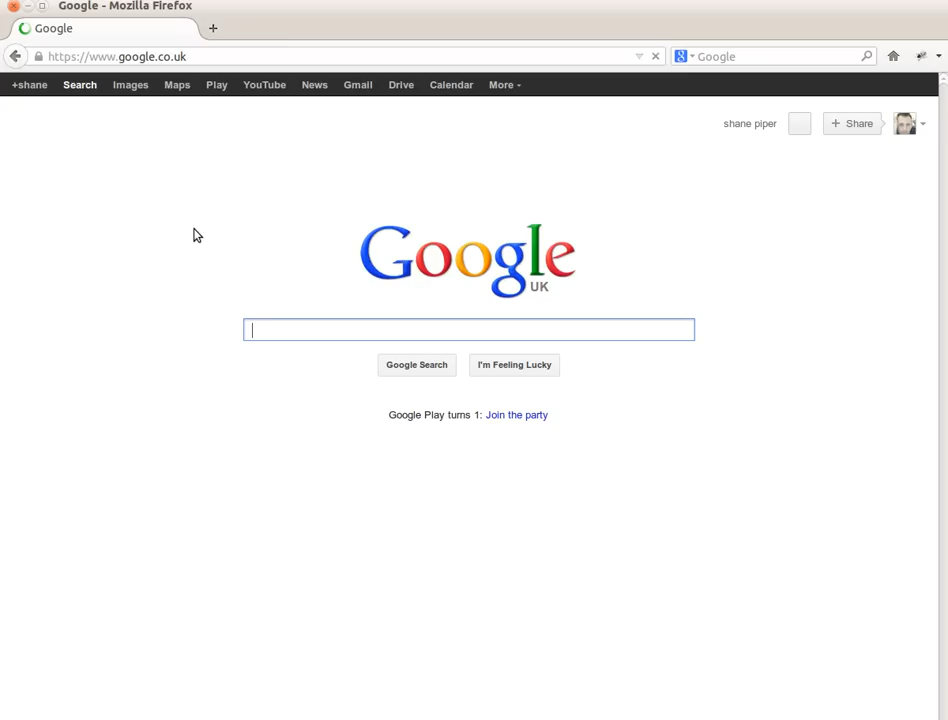 Google - Mozilla Firefox
Google +
https://www.google.co.uk Google
+shane Search Images Maps Play YouTube News Gmail Drive Calendar More
shane piper + Share
Google
UK
Google Search I'm Feeling Lucky
Google Play turns 1: Join the party